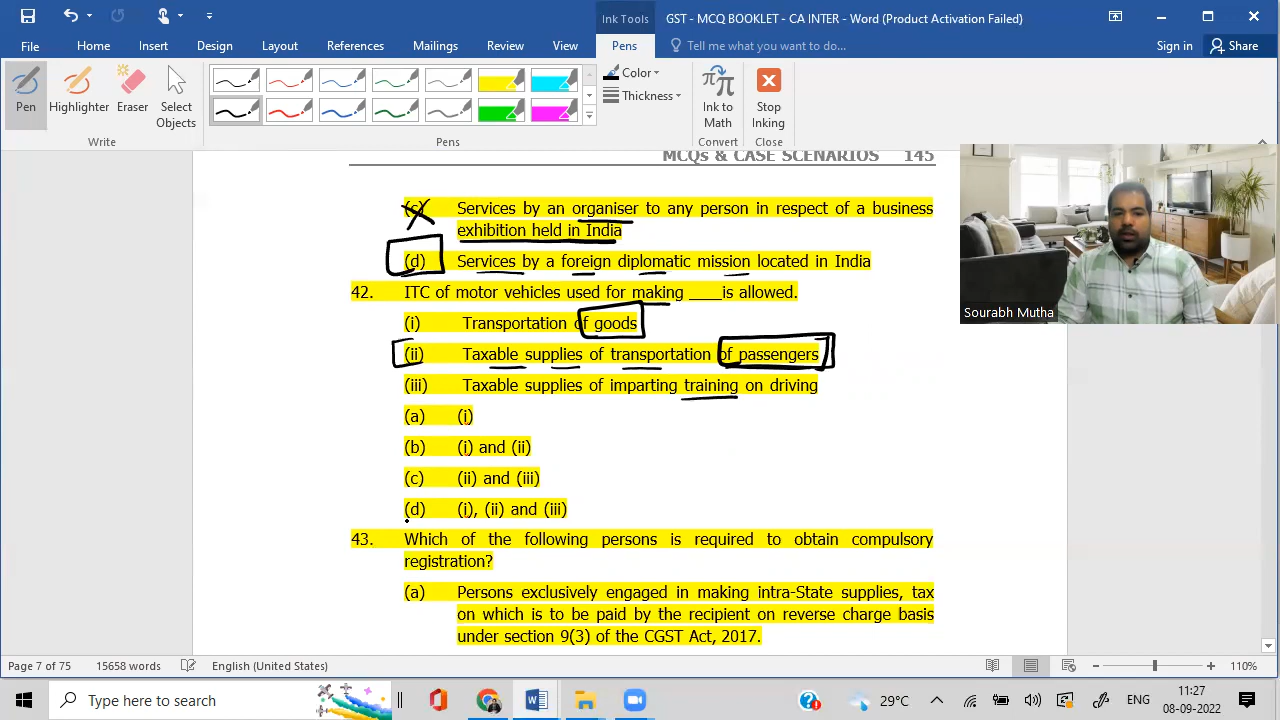 Ink Tools
GST - MCQ BOOKLET - CA INTER - Word (Product Activation Failed)
File Home Insert Design Layout References Mailings Review View Pens Tell me what you want to do... Sign in Share
Pen Highlighter Eraser Select Objects
Color
Thickness
Ink to Math
Stop Inking
Write Pens Convert Close
MCQs & CASE SCENARIOS 145
(c) Services by an organiser to any person in respect of a business
exhibition held in India
(d) Services by a foreign diplomatic mission located in India
42. ITC of motor vehicles used for making ____is allowed.
(i) Transportation of goods
(ii) Taxable supplies of transportation of passengers
(iii) Taxable supplies of imparting training on driving
(a) (i)
(b) (i) and (ii)
(c) (ii) and (iii)
(d) (i), (ii) and (iii)
43. Which of the following persons is required to obtain compulsory
registration?
(a) Persons exclusively engaged in making intra-State supplies, tax
on which is to be paid by the recipient on reverse charge basis
under section 9(3) of the CGST Act, 2017.
Sourabh Mutha
Page 7 of 75 15658 words English (United States) 110%
Type here to search 29°C ENG 11:27
08-09-2022